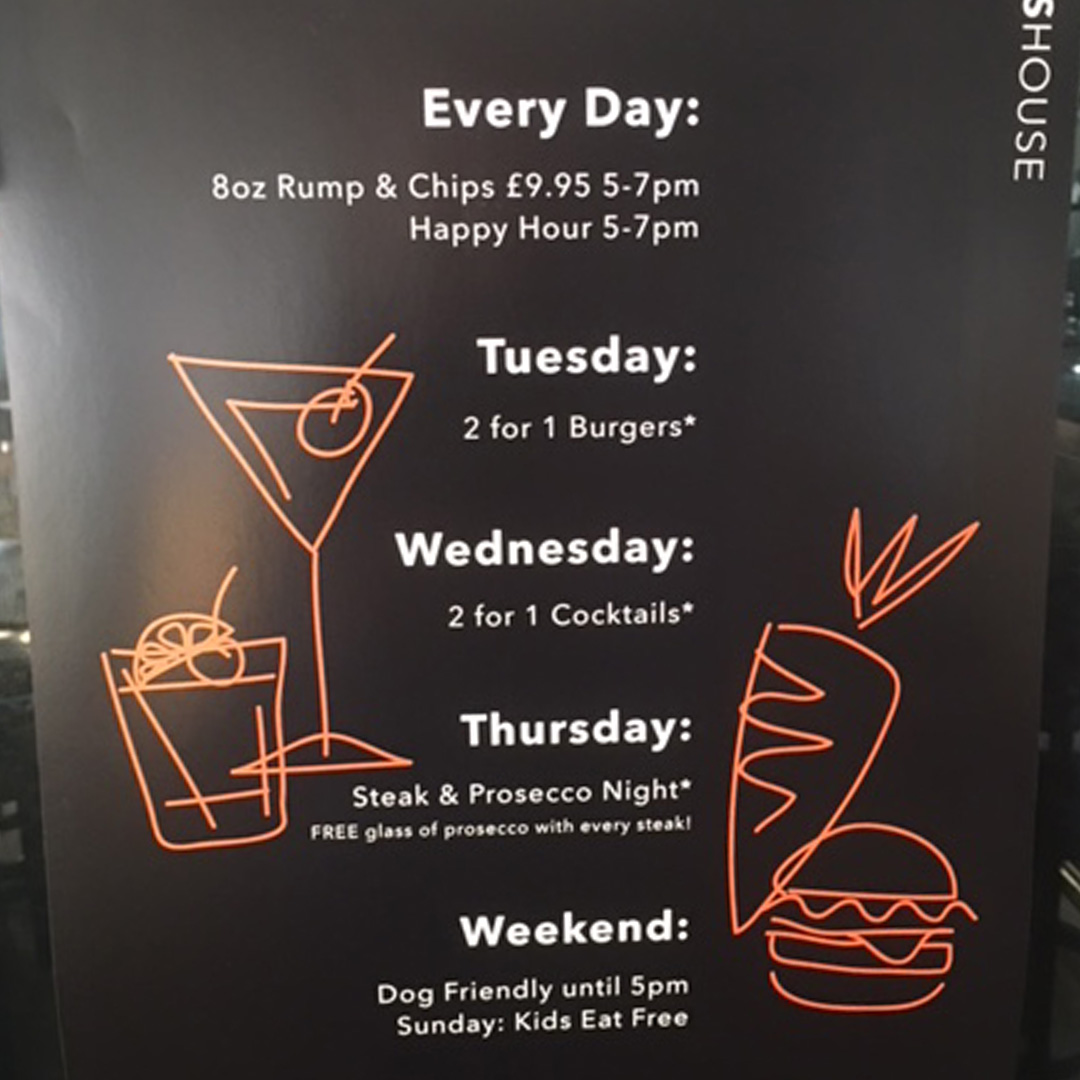 SHOUSE
Every Day:
8oz Rump & Chips £9.95 5-7pm
Happy Hour 5-7pm
Tuesday:
2 for 1 Burgers*
Wednesday:
2 for 1 Cocktails*
Thursday:
Steak & Prosecco Night*
FREE glass of prosecco with every steak!
Weekend:
Dog Friendly until 5pm
Sunday: Kids Eat Free